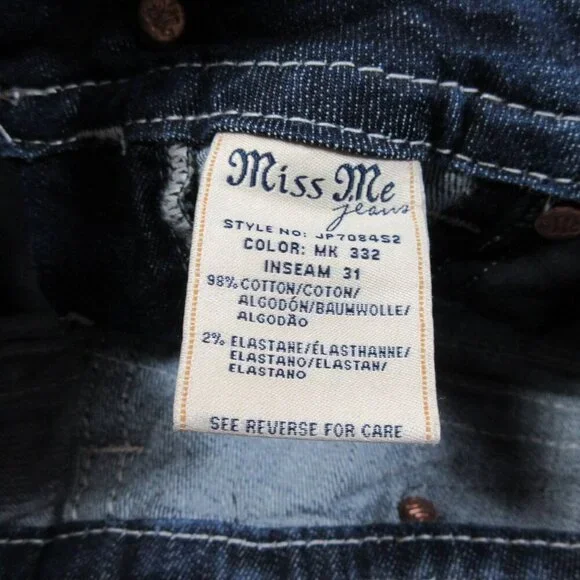 Miss Me
jeans
STYLE NO: JP7084S2
COLOR: MK 332
INSEAM 31
98% COTTON/COTON/
ALGODÓN/BAUMWOLLE/
ALGODÃO
2% ELASTANE/ÉLASTHANNE/
ELASTANO/ELASTAN/
ELASTANO
SEE REVERSE FOR CARE